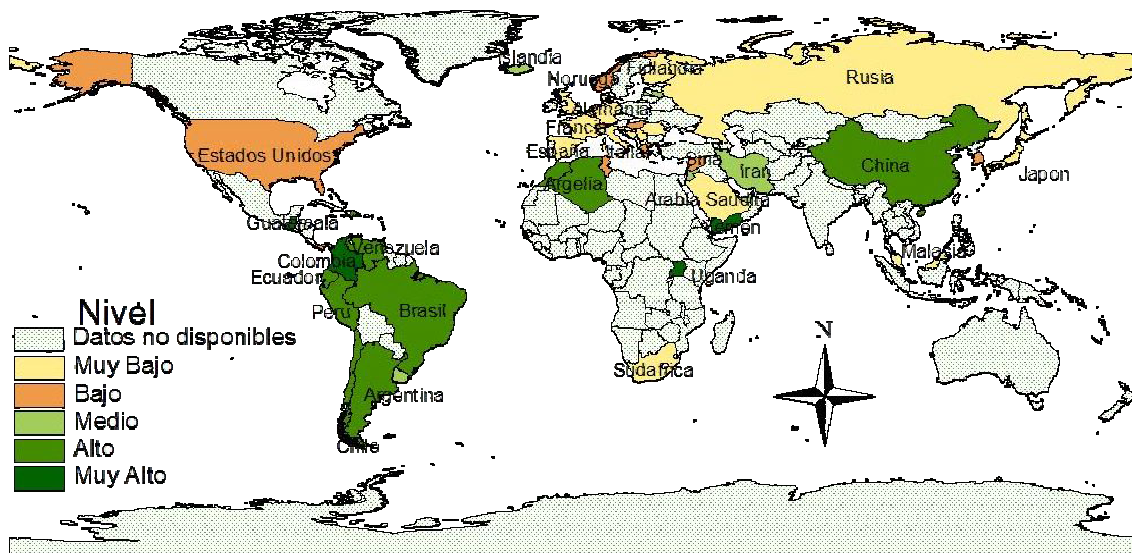 Islandia
Noruega
Finlandia
Rusia
Alemania
Francia
España
Italia
Estados Unidos
Siria
Iran
China
Japon
Argelia
Arabia Saudita
Guatemala
Yemen
Venezuela
Colombia
Ecuador
Malasia
Uganda
Peru
Brasil
Nivel
Datos no disponibles
Muy Bajo
Bajo
Medio
Alto
Muy Alto
N
Sudafrica
Argentina
Chile